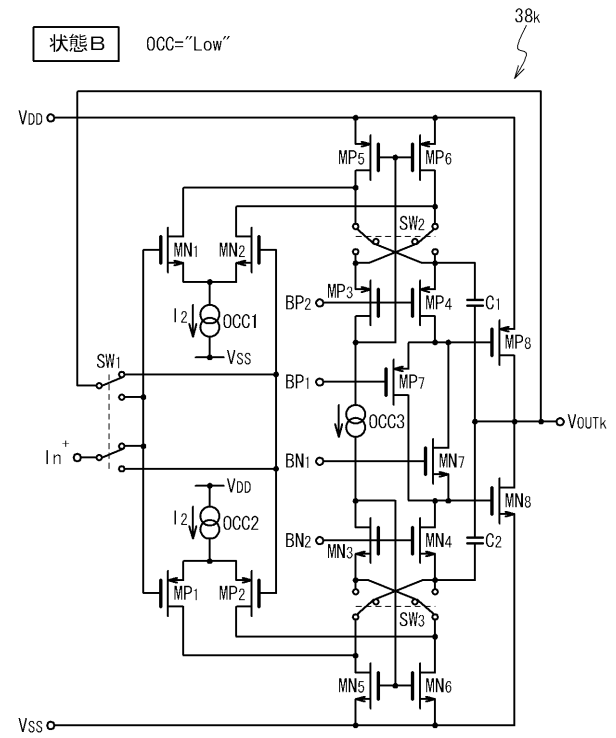 38k
状態B OCC="Low"
VDD
MP5 MP6
SW2
MN1 MN2
MP3 MP4
BP2
C1
I2 OCC1
VSS
MP8
SW1
BP1 MP7
OCC3
VOUTk
In+
BN1 MN7
VDD
MN8
I2 OCC2
BN2 MN3 MN4 C2
MP1 MP2
SW3
MN5 MN6
VSS